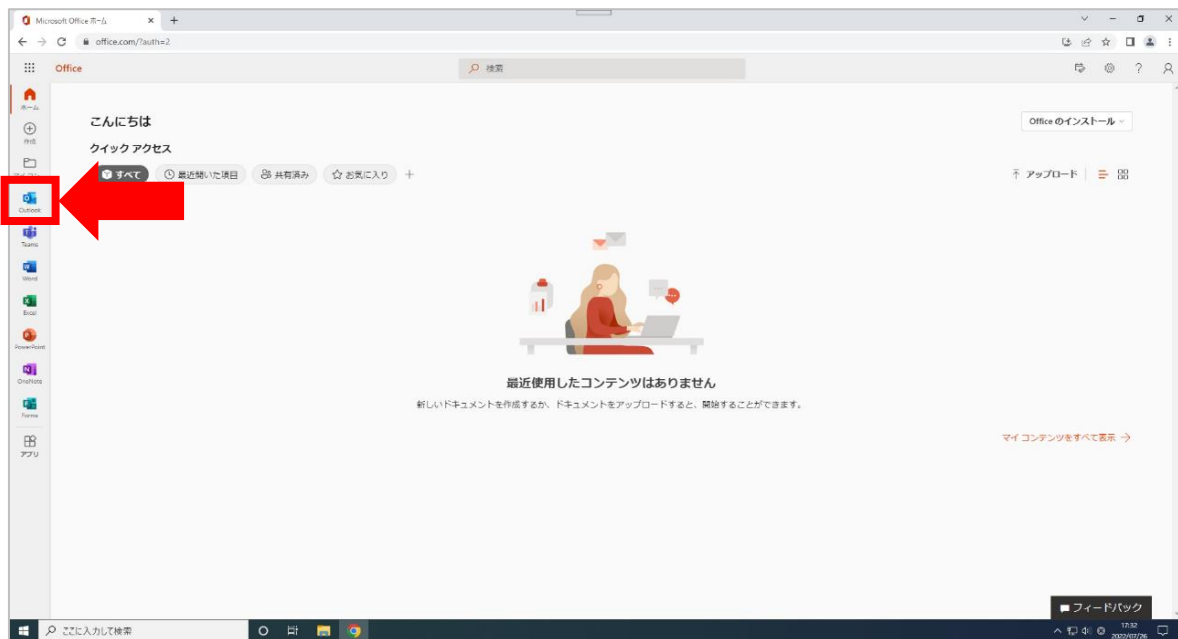 Microsoft Office ホーム
office.com/?auth=2
Office
検索
ホーム
こんにちは
Office のインストール
作成
クイック アクセス
すべて
最近開いた項目
共有済み
お気に入り
アップロード
Outlook
Teams
Word
Excel
PowerPoint
OneNote
Forms
アプリ
最近使用したコンテンツはありません
新しいドキュメントを作成するか、ドキュメントをアップロードすると、開始することができます。
マイ コンテンツをすべて表示 →
フィードバック
ここに入力して検索
17:32
2022/07/26